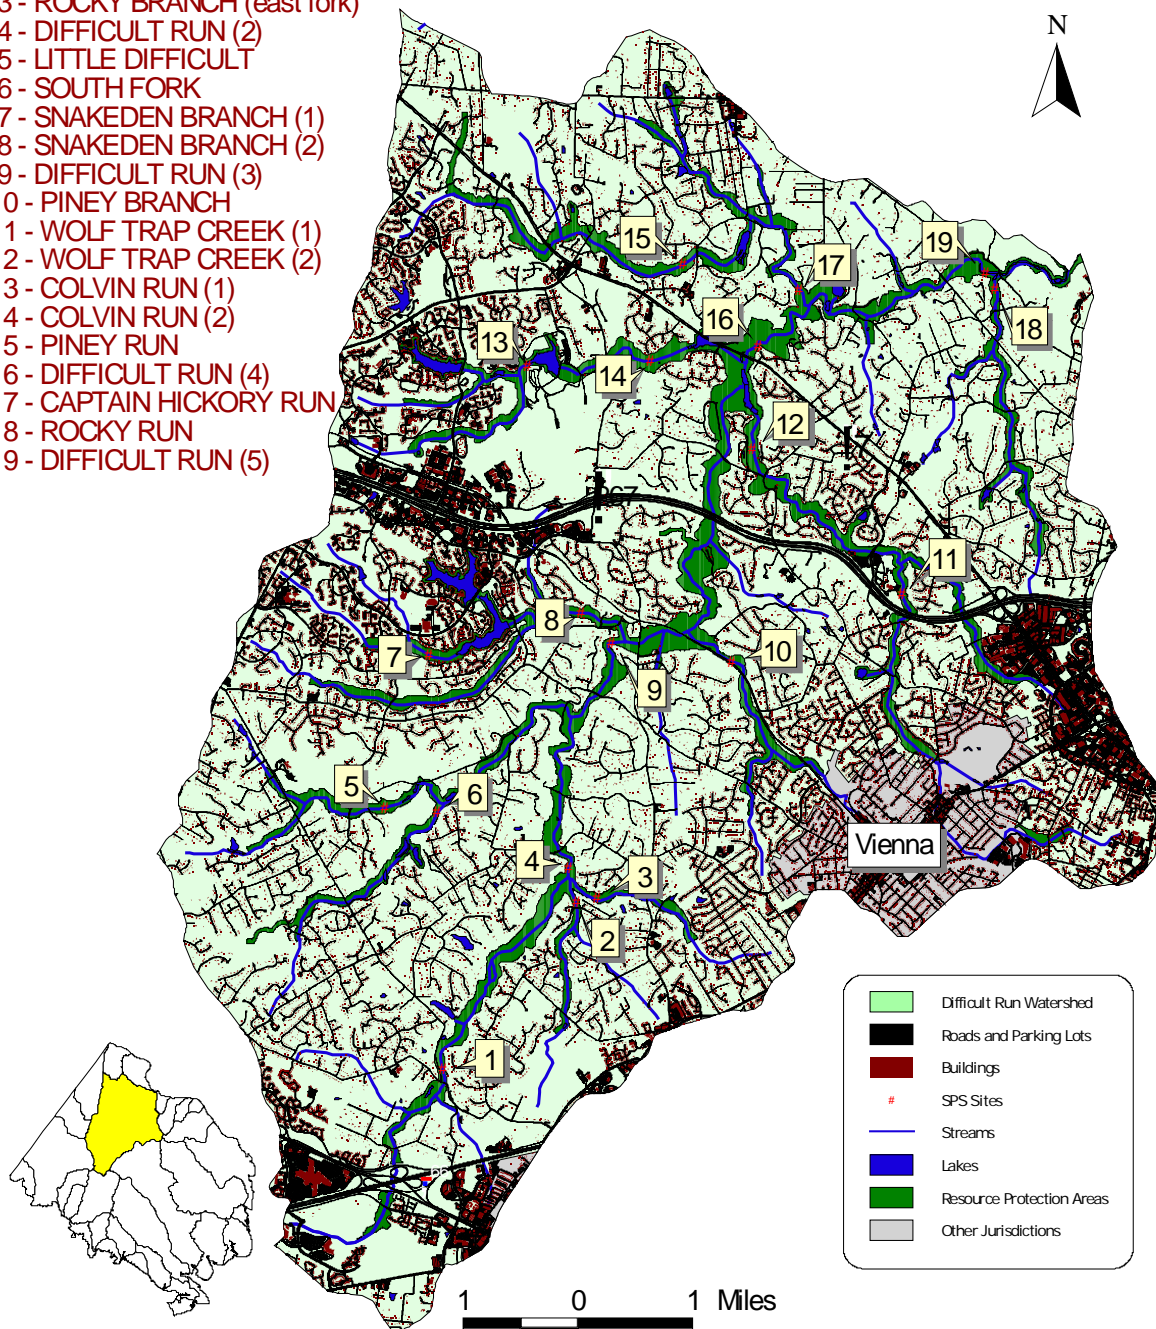 3 - ROCKY BRANCH (east fork)
4 - DIFFICULT RUN (2)
5 - LITTLE DIFFICULT
6 - SOUTH FORK
7 - SNAKEDEN BRANCH (1)
8 - SNAKEDEN BRANCH (2)
9 - DIFFICULT RUN (3)
0 - PINEY BRANCH
1 - WOLF TRAP CREEK (1)
2 - WOLF TRAP CREEK (2)
3 - COLVIN RUN (1)
4 - COLVIN RUN (2)
5 - PINEY RUN
6 - DIFFICULT RUN (4)
7 - CAPTAIN HICKORY RUN
8 - ROCKY RUN
9 - DIFFICULT RUN (5)
N
15
19
17
16
18
13
14
12
11
8
7
10
9
5
6
Vienna
4
3
2
1
Difficult Run Watershed
Roads and Parking Lots
Buildings
# SPS Sites
Streams
Lakes
Resource Protection Areas
Other Jurisdictions
1 0 1 Miles